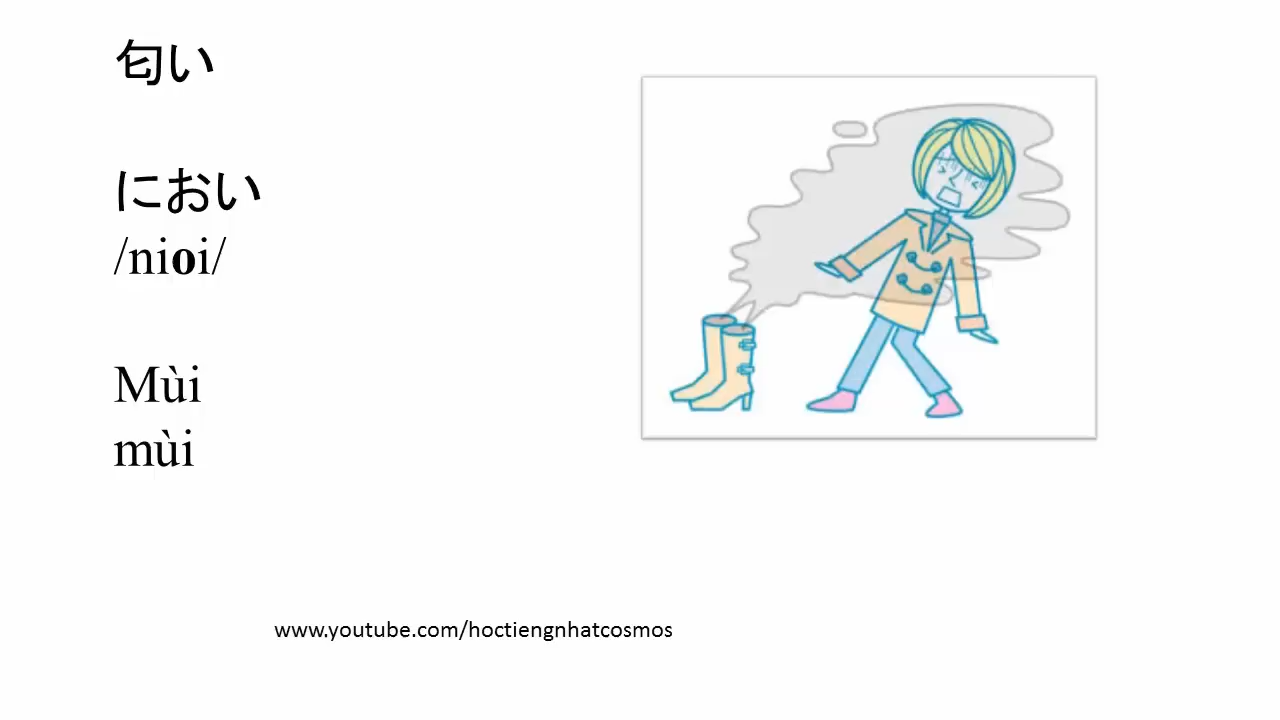 匂い
におい
/nioi/
Mùi
mùi
www.youtube.com/hoctiengnhatcosmos